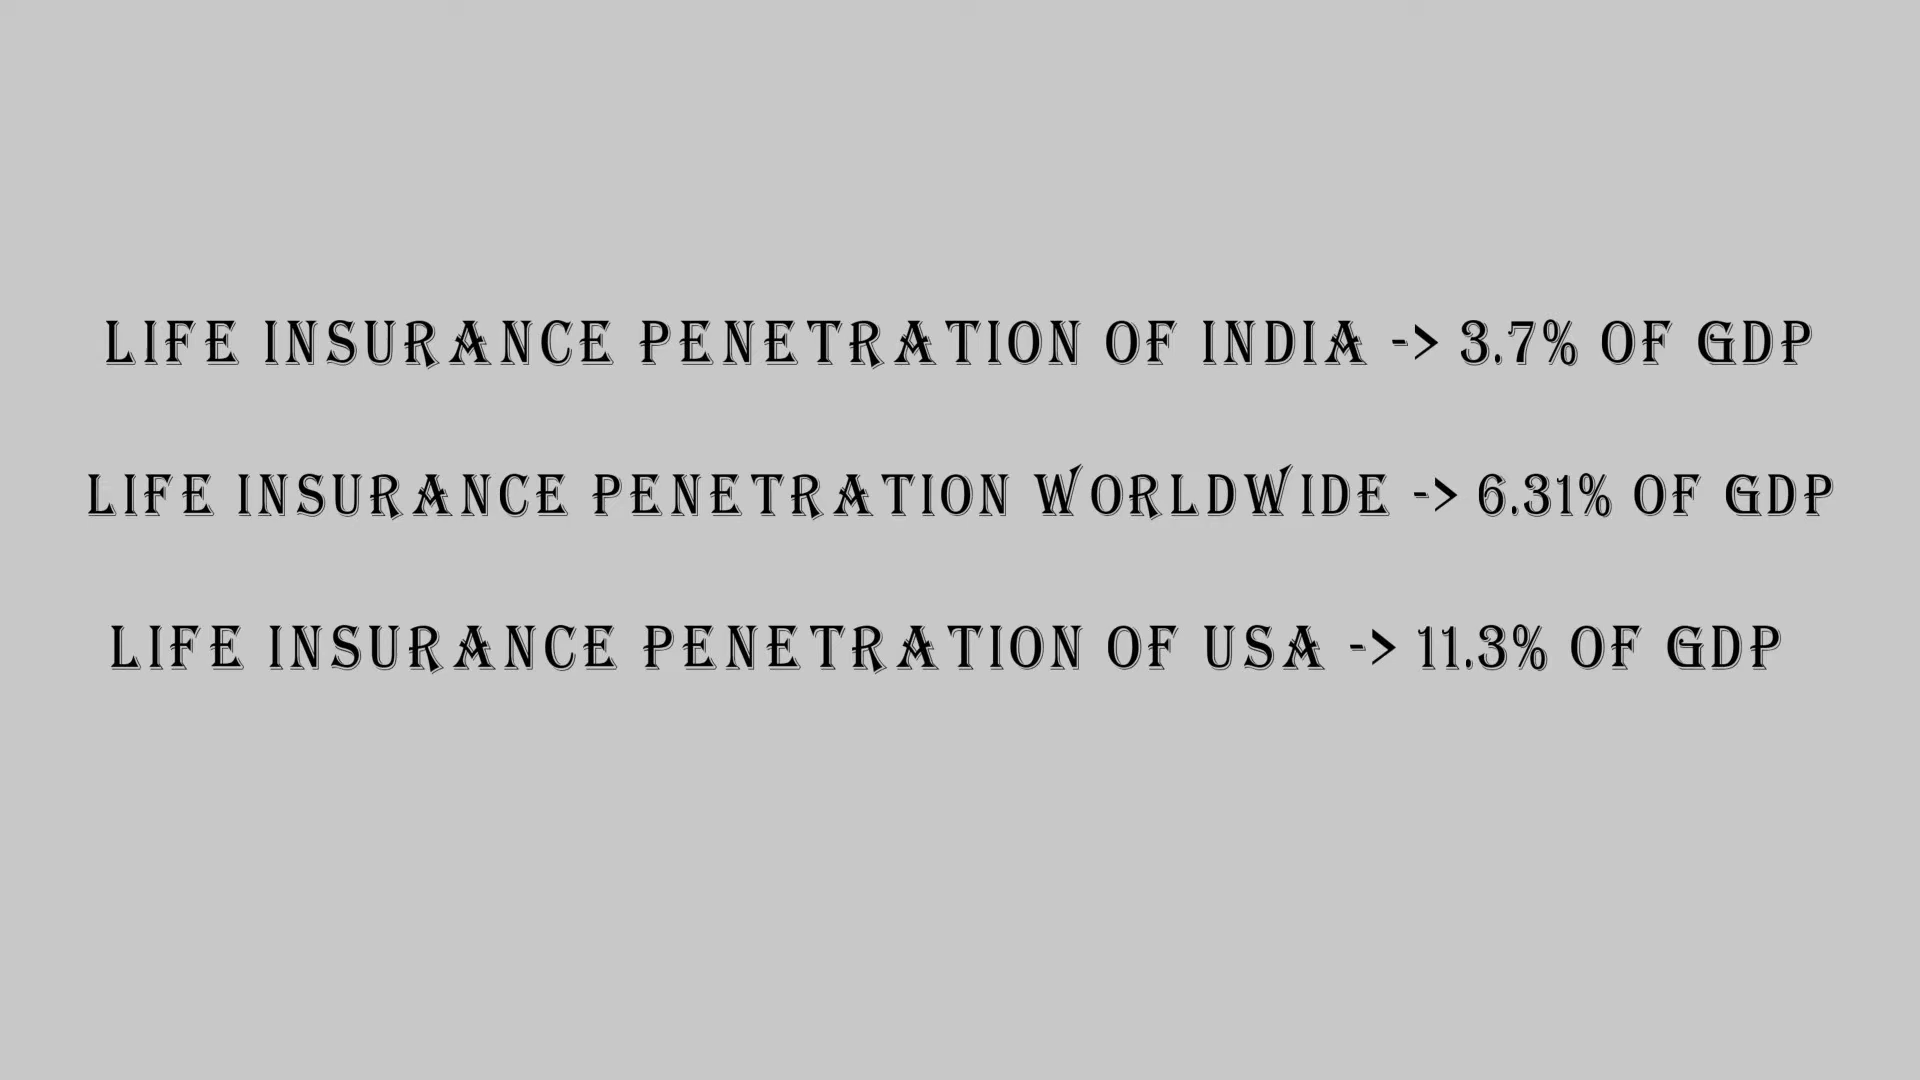 LIFE INSURANCE PENETRATION OF INDIA -> 3.7% OF GDP
LIFE INSURANCE PENETRATION WORLDWIDE -> 6.31% OF GDP
LIFE INSURANCE PENETRATION OF USA -> 11.3% OF GDP